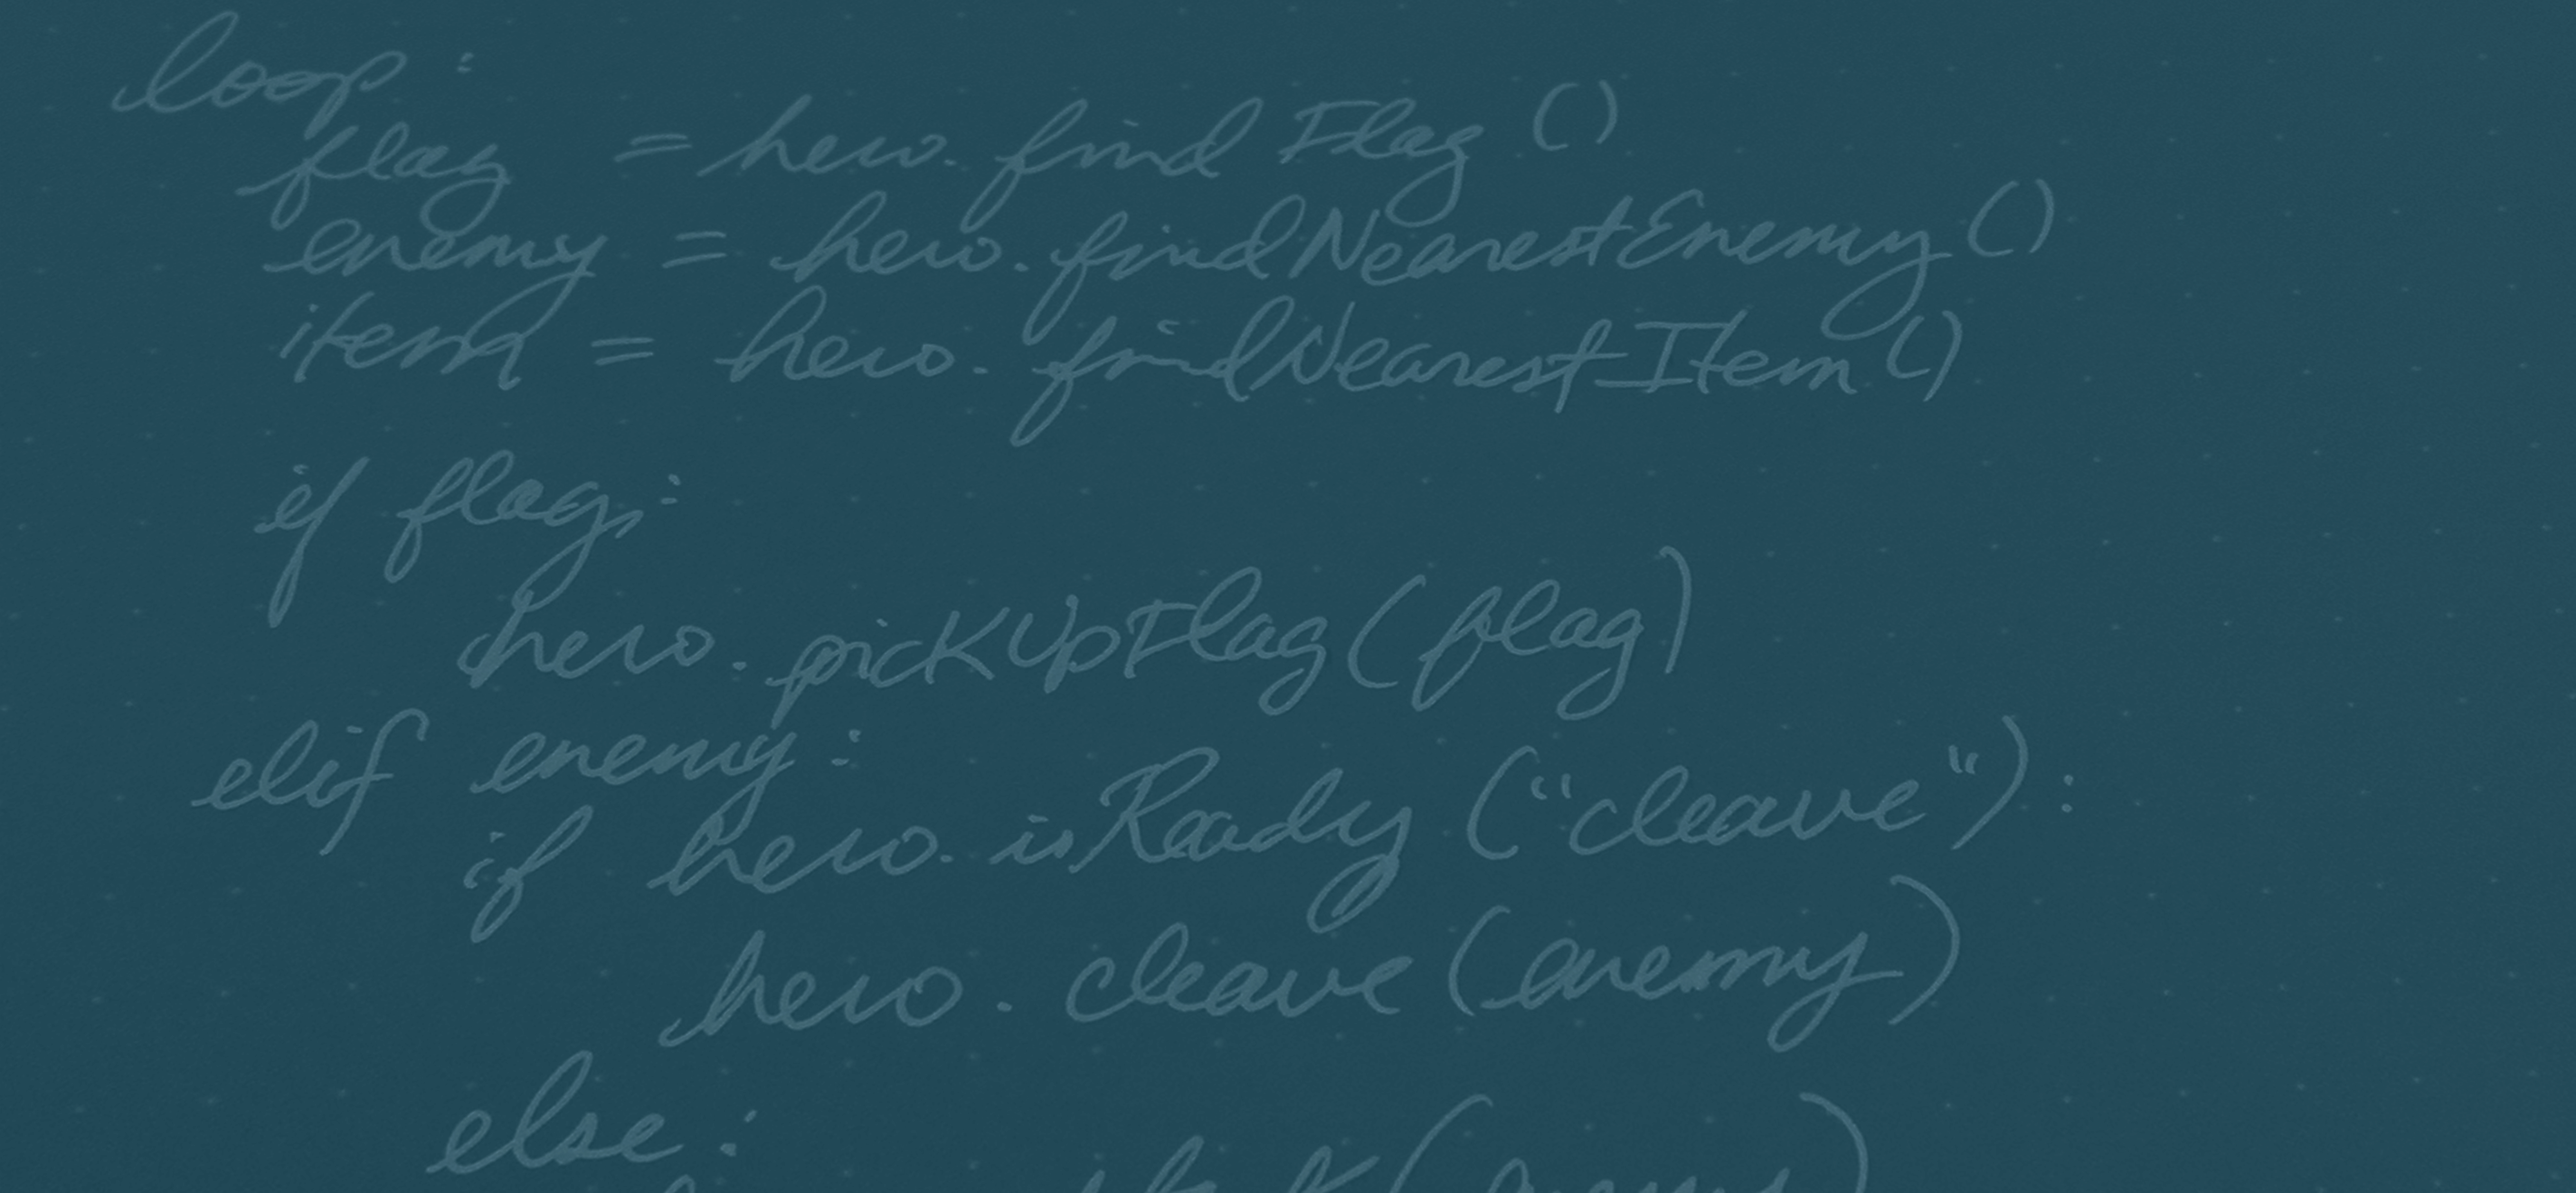 loop:
flag = hero.findFlag()
enemy = hero.findNearestEnemy()
item = hero.findNearestItem()
if flag:
hero.pickUpFlag(flag)
elif enemy:
if hero.isReady("cleave"):
hero.cleave(enemy)
else: